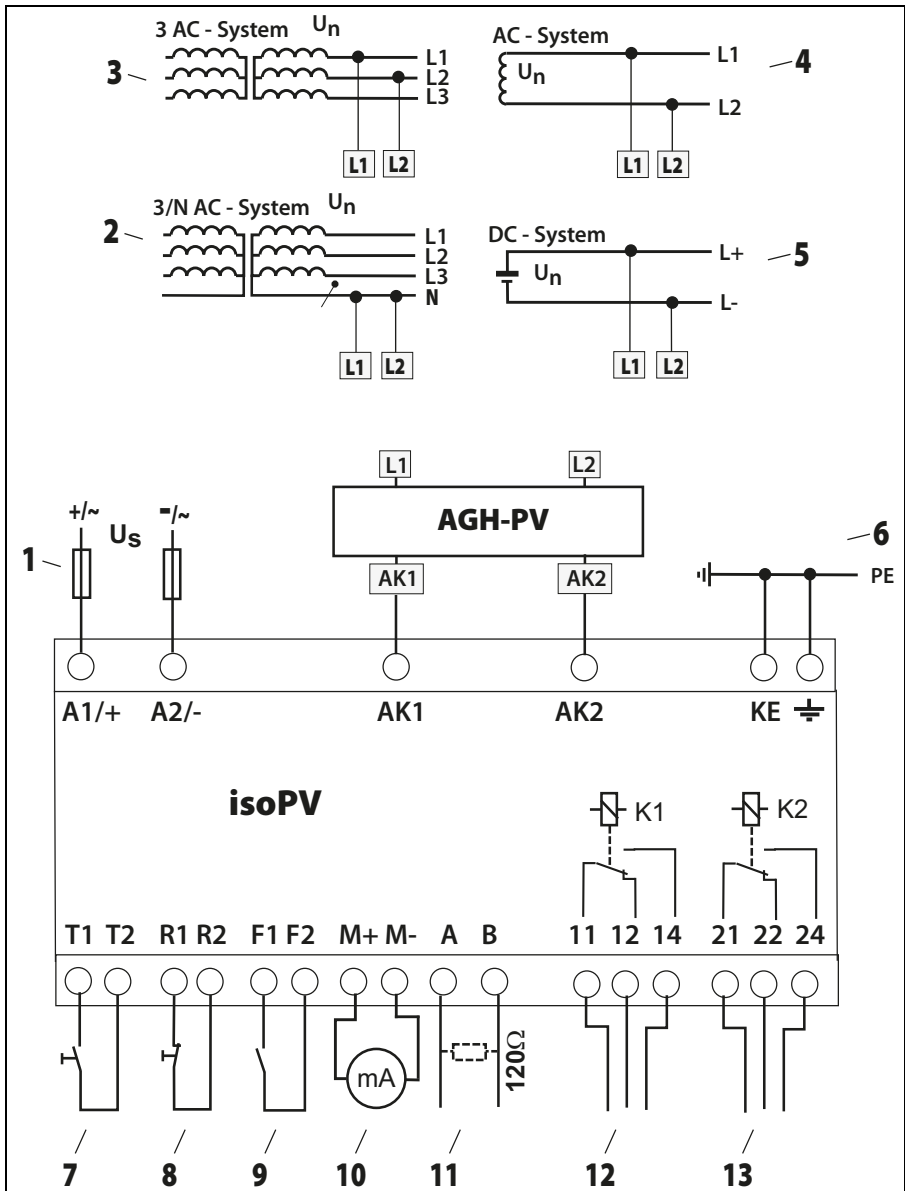 3 AC - System Un
3
L1
L2
L3
L1 L2
AC - System
Un
L1
4
L2
L1 L2
3/N AC - System Un
2
L1
L2
L3
N
L1 L2
DC - System
Un
L+
5
L-
L1 L2
L1 L2
AGH-PV
AK1 AK2
+/~ Us -/~
1
6
PE
A1/+ A2/- AK1 AK2 KE
isoPV
K1 K2
T1 T2 R1 R2 F1 F2 M+ M- A B 11 12 14 21 22 24
mA
120Ω
7 8 9 10 11 12 13